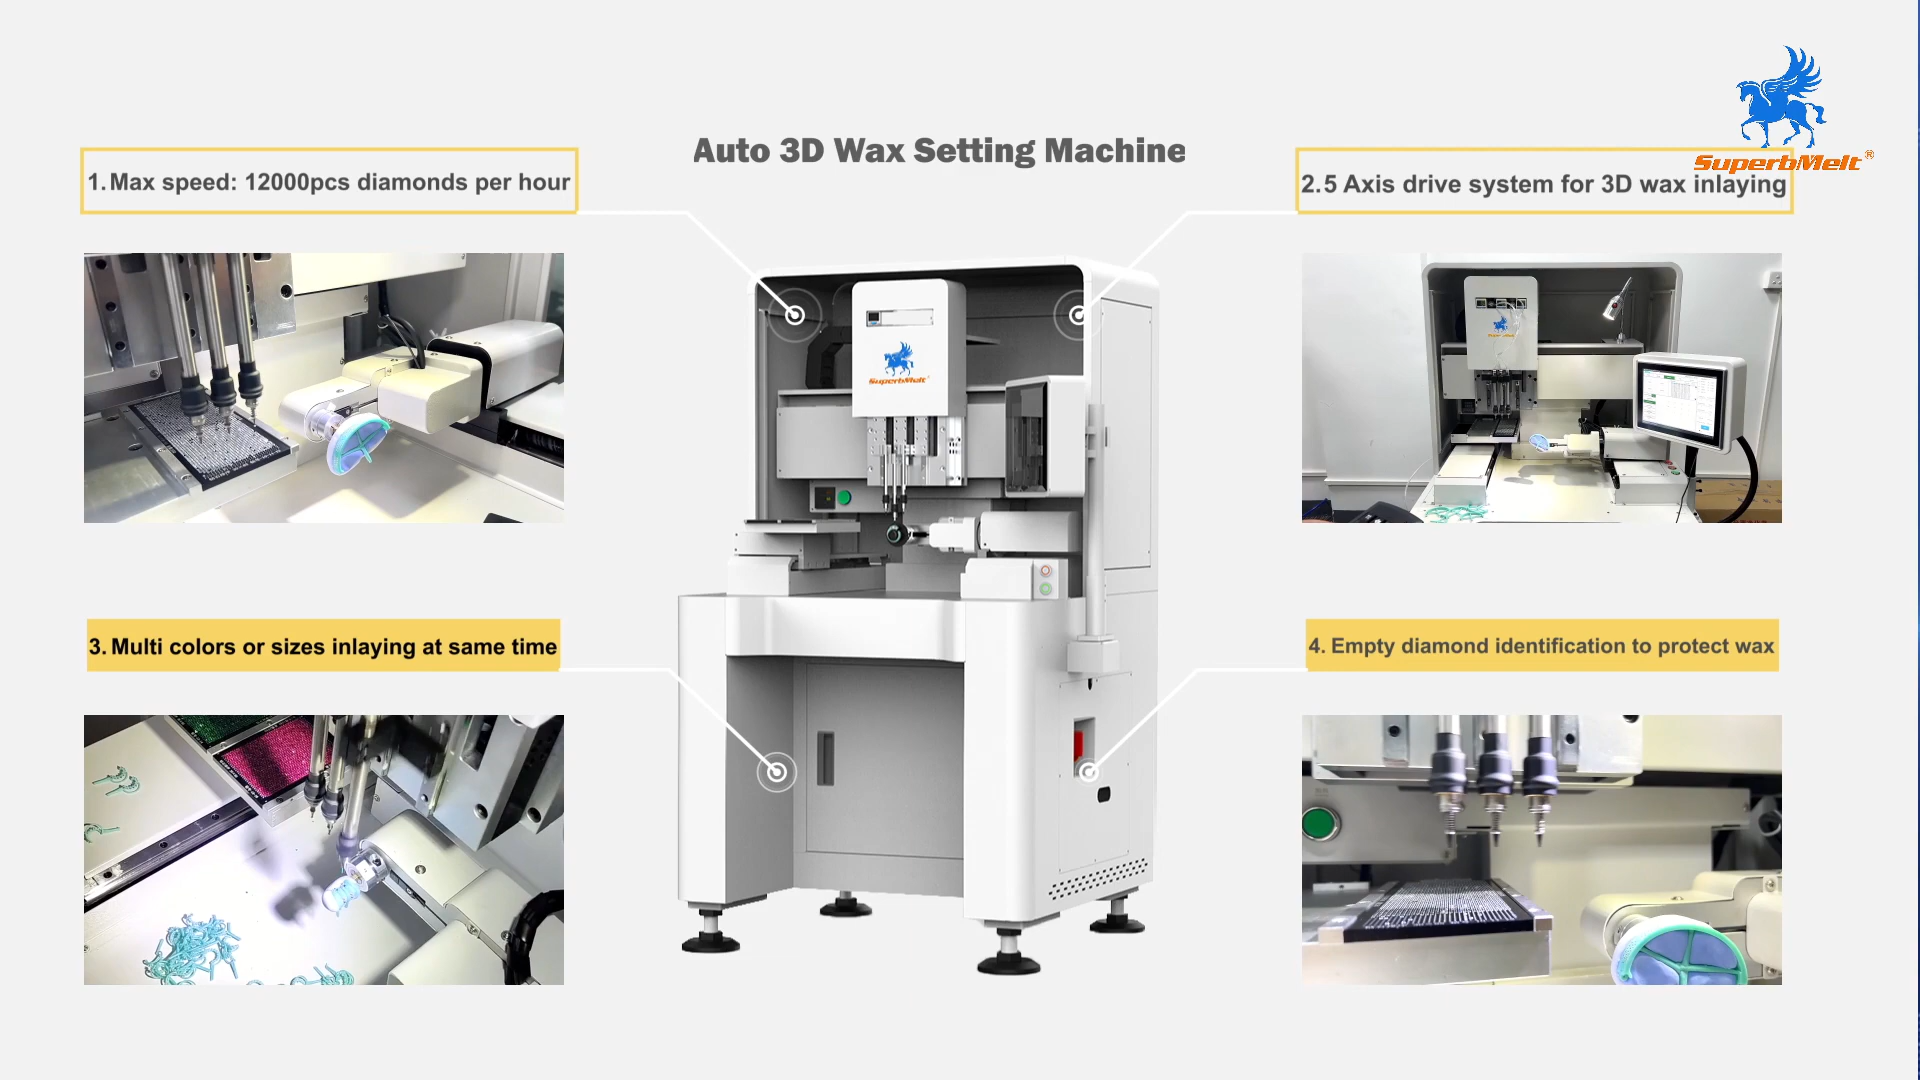 SuperbMelt®
Auto 3D Wax Setting Machine
1. Max speed: 12000pcs diamonds per hour
2.5 Axis drive system for 3D wax inlaying
SuperbMelt
3. Multi colors or sizes inlaying at same time
4. Empty diamond identification to protect wax